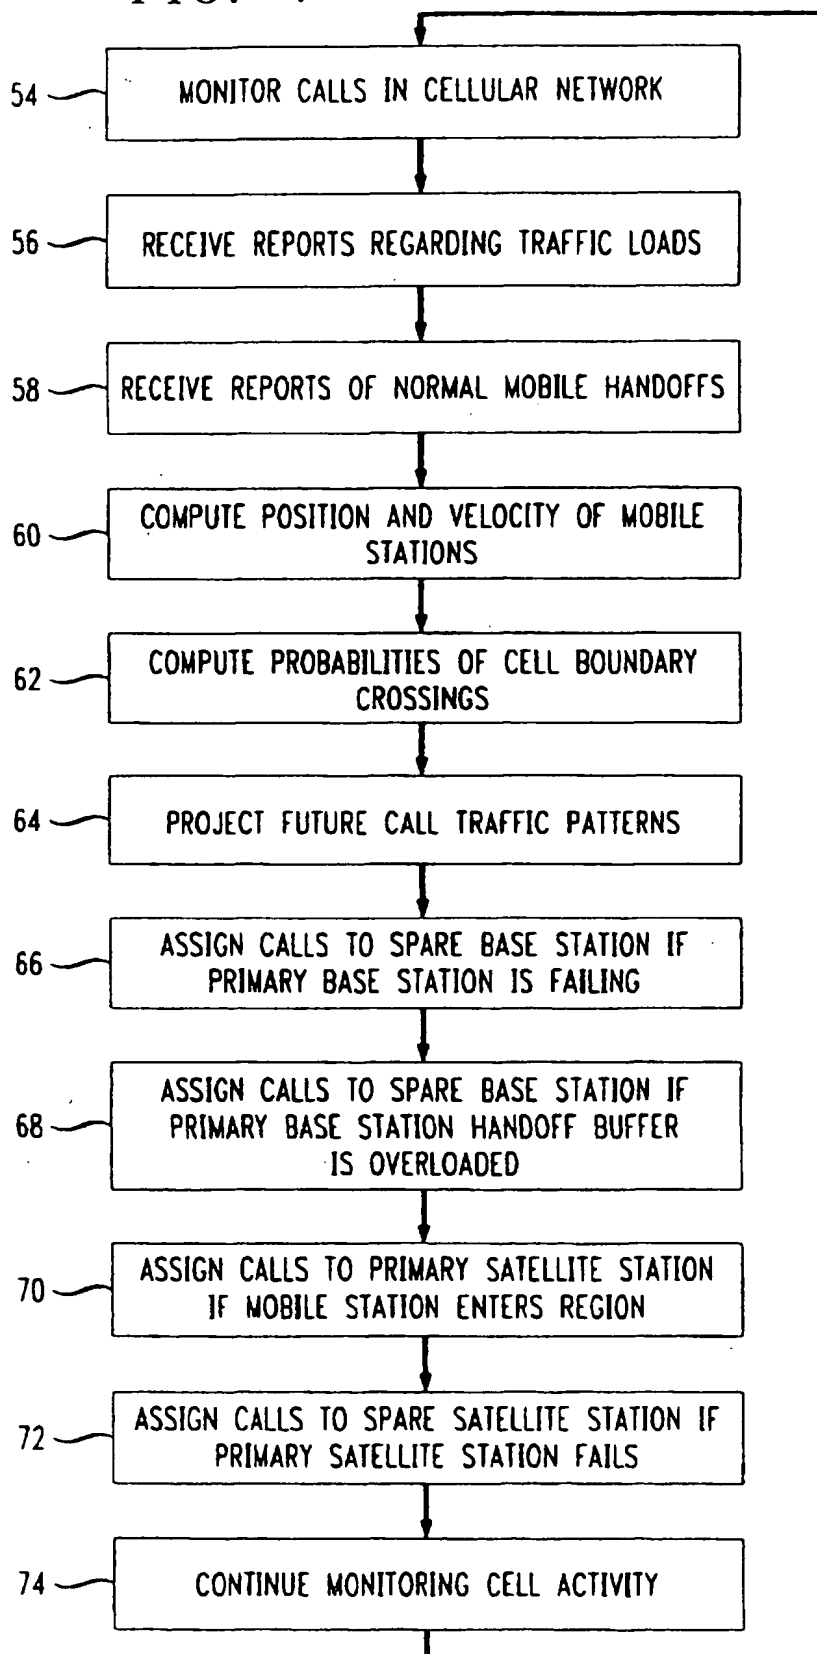 54 MONITOR CALLS IN CELLULAR NETWORK
56 RECEIVE REPORTS REGARDING TRAFFIC LOADS
58 RECEIVE REPORTS OF NORMAL MOBILE HANDOFFS
60 COMPUTE POSITION AND VELOCITY OF MOBILE
STATIONS
62 COMPUTE PROBABILITIES OF CELL BOUNDARY
CROSSINGS
64 PROJECT FUTURE CALL TRAFFIC PATTERNS
66 ASSIGN CALLS TO SPARE BASE STATION IF
PRIMARY BASE STATION IS FAILING
68 ASSIGN CALLS TO SPARE BASE STATION IF
PRIMARY BASE STATION HANDOFF BUFFER
IS OVERLOADED
70 ASSIGN CALLS TO PRIMARY SATELLITE STATION
IF MOBILE STATION ENTERS REGION
72 ASSIGN CALLS TO SPARE SATELLITE STATION IF
PRIMARY SATELLITE STATION FAILS
74 CONTINUE MONITORING CELL ACTIVITY